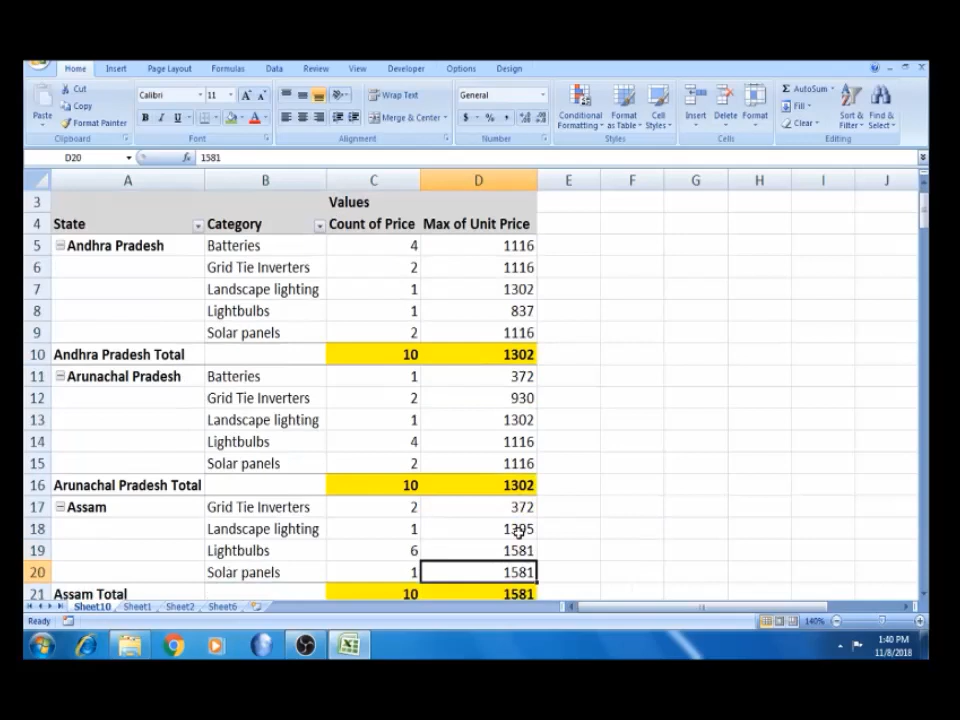 Home Insert Page Layout Formulas Data Review View Developer Options Design
Cut
Copy
Format Painter
Paste
Clipboard
Calibri 11 A A
B I U A
Font
Wrap Text
Merge & Center
Alignment
General
$ % ,
Number
Conditional Formatting
Format as Table
Cell Styles
Styles
Insert Delete Format
Cells
Σ AutoSum
Fill
Clear
Sort & Filter
Find & Select
Editing
D20 fx 1581
A B C D E F G H I J
3 Values
4 State Category Count of Price Max of Unit Price
5 Andhra Pradesh Batteries 4 1116
6 Grid Tie Inverters 2 1116
7 Landscape lighting 1 1302
8 Lightbulbs 1 837
9 Solar panels 2 1116
10 Andhra Pradesh Total 10 1302
11 Arunachal Pradesh Batteries 1 372
12 Grid Tie Inverters 2 930
13 Landscape lighting 1 1302
14 Lightbulbs 4 1116
15 Solar panels 2 1116
16 Arunachal Pradesh Total 10 1302
17 Assam Grid Tie Inverters 2 372
18 Landscape lighting 1 1395
19 Lightbulbs 6 1581
20 Solar panels 1 1581
21 Assam Total 10 1581
Sheet10 Sheet1 Sheet2 Sheet6
Ready 140%
1:40 PM
11/8/2018